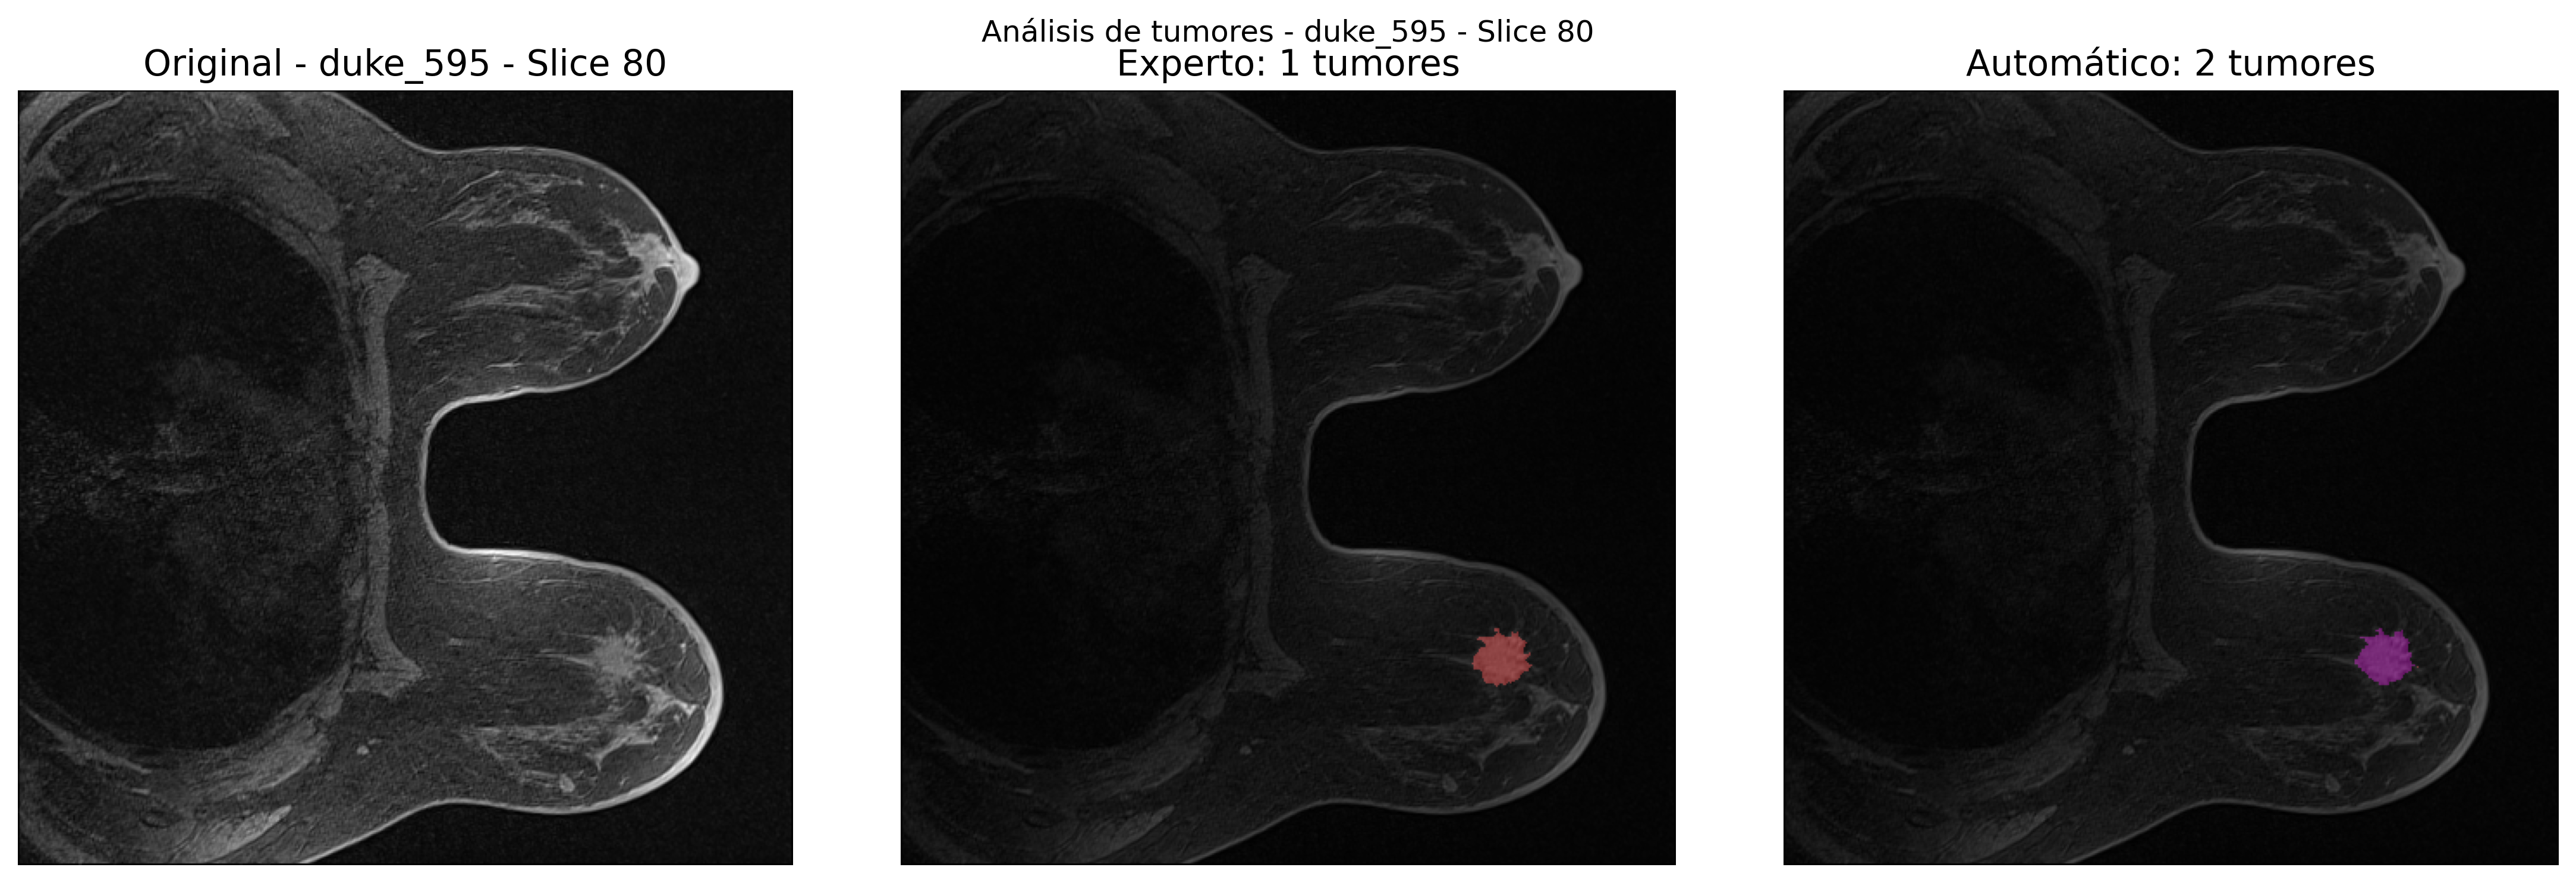 Análisis de tumores - duke_595 - Slice 80
Original - duke_595 - Slice 80
Experto: 1 tumores
Automático: 2 tumores